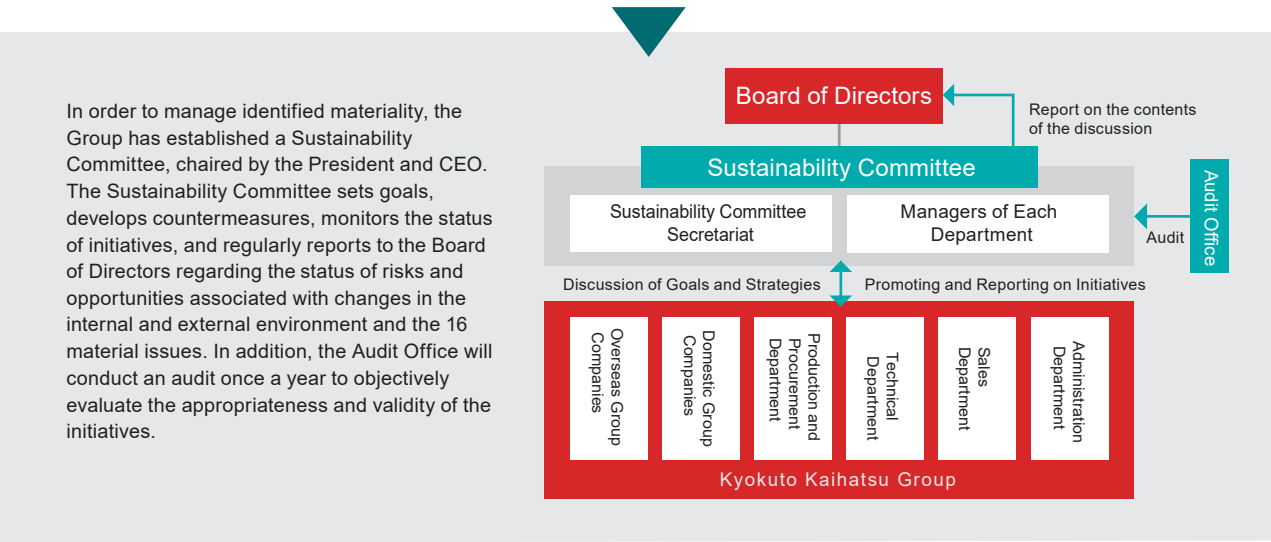 In order to manage identified materiality, the
Group has established a Sustainability
Committee, chaired by the President and CEO.
The Sustainability Committee sets goals,
develops countermeasures, monitors the status
of initiatives, and regularly reports to the Board
of Directors regarding the status of risks and
opportunities associated with changes in the
internal and external environment and the 16
material issues. In addition, the Audit Office will
conduct an audit once a year to objectively
evaluate the appropriateness and validity of the
initiatives.
Board of Directors
Report on the contents
of the discussion
Sustainability Committee
Sustainability Committee
Secretariat
Managers of Each
Department
Audit
Audit Office
Discussion of Goals and Strategies
Promoting and Reporting on Initiatives
Overseas Group
Companies
Domestic Group
Companies
Production and
Procurement
Department
Technical
Department
Sales
Department
Administration
Department
Kyokuto Kaihatsu Group